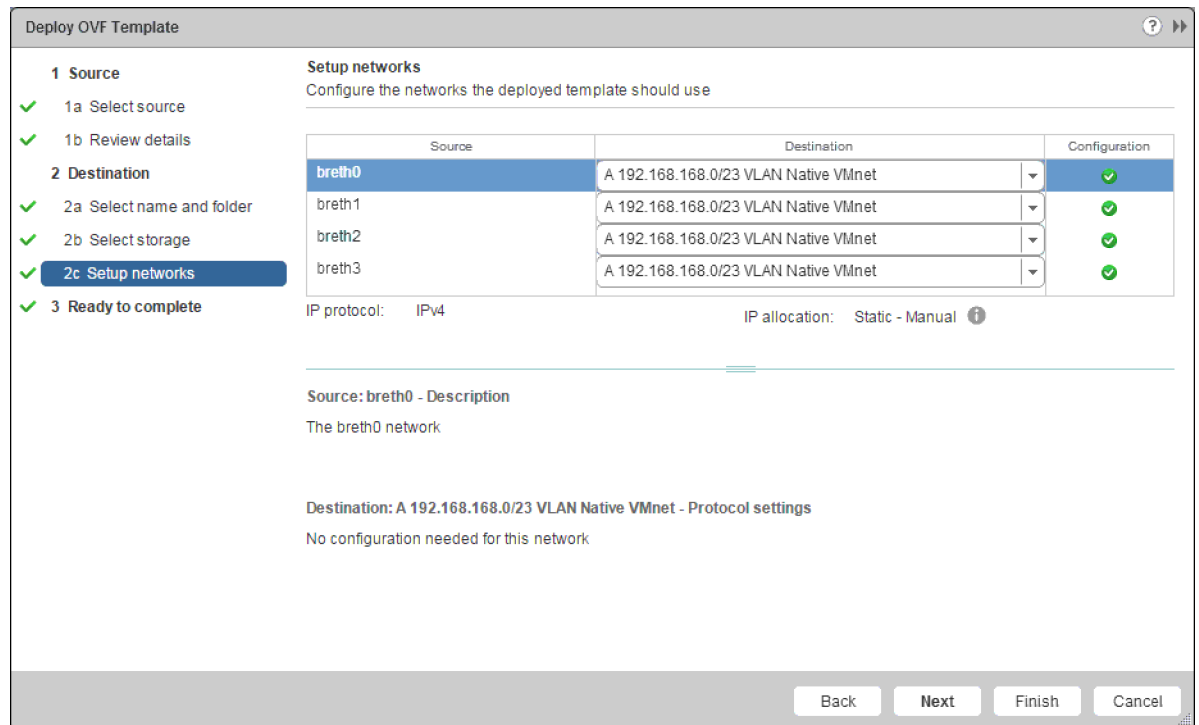 Deploy OVF Template
1 Source
1a Select source
1b Review details
2 Destination
2a Select name and folder
2b Select storage
2c Setup networks
3 Ready to complete
Setup networks
Configure the networks the deployed template should use
Source Destination Configuration
breth0 A 192.168.168.0/23 VLAN Native VMnet
breth1 A 192.168.168.0/23 VLAN Native VMnet
breth2 A 192.168.168.0/23 VLAN Native VMnet
breth3 A 192.168.168.0/23 VLAN Native VMnet
IP protocol: IPv4 IP allocation: Static - Manual
Source: breth0 - Description
The breth0 network
Destination: A 192.168.168.0/23 VLAN Native VMnet - Protocol settings
No configuration needed for this network
Back Next Finish Cancel